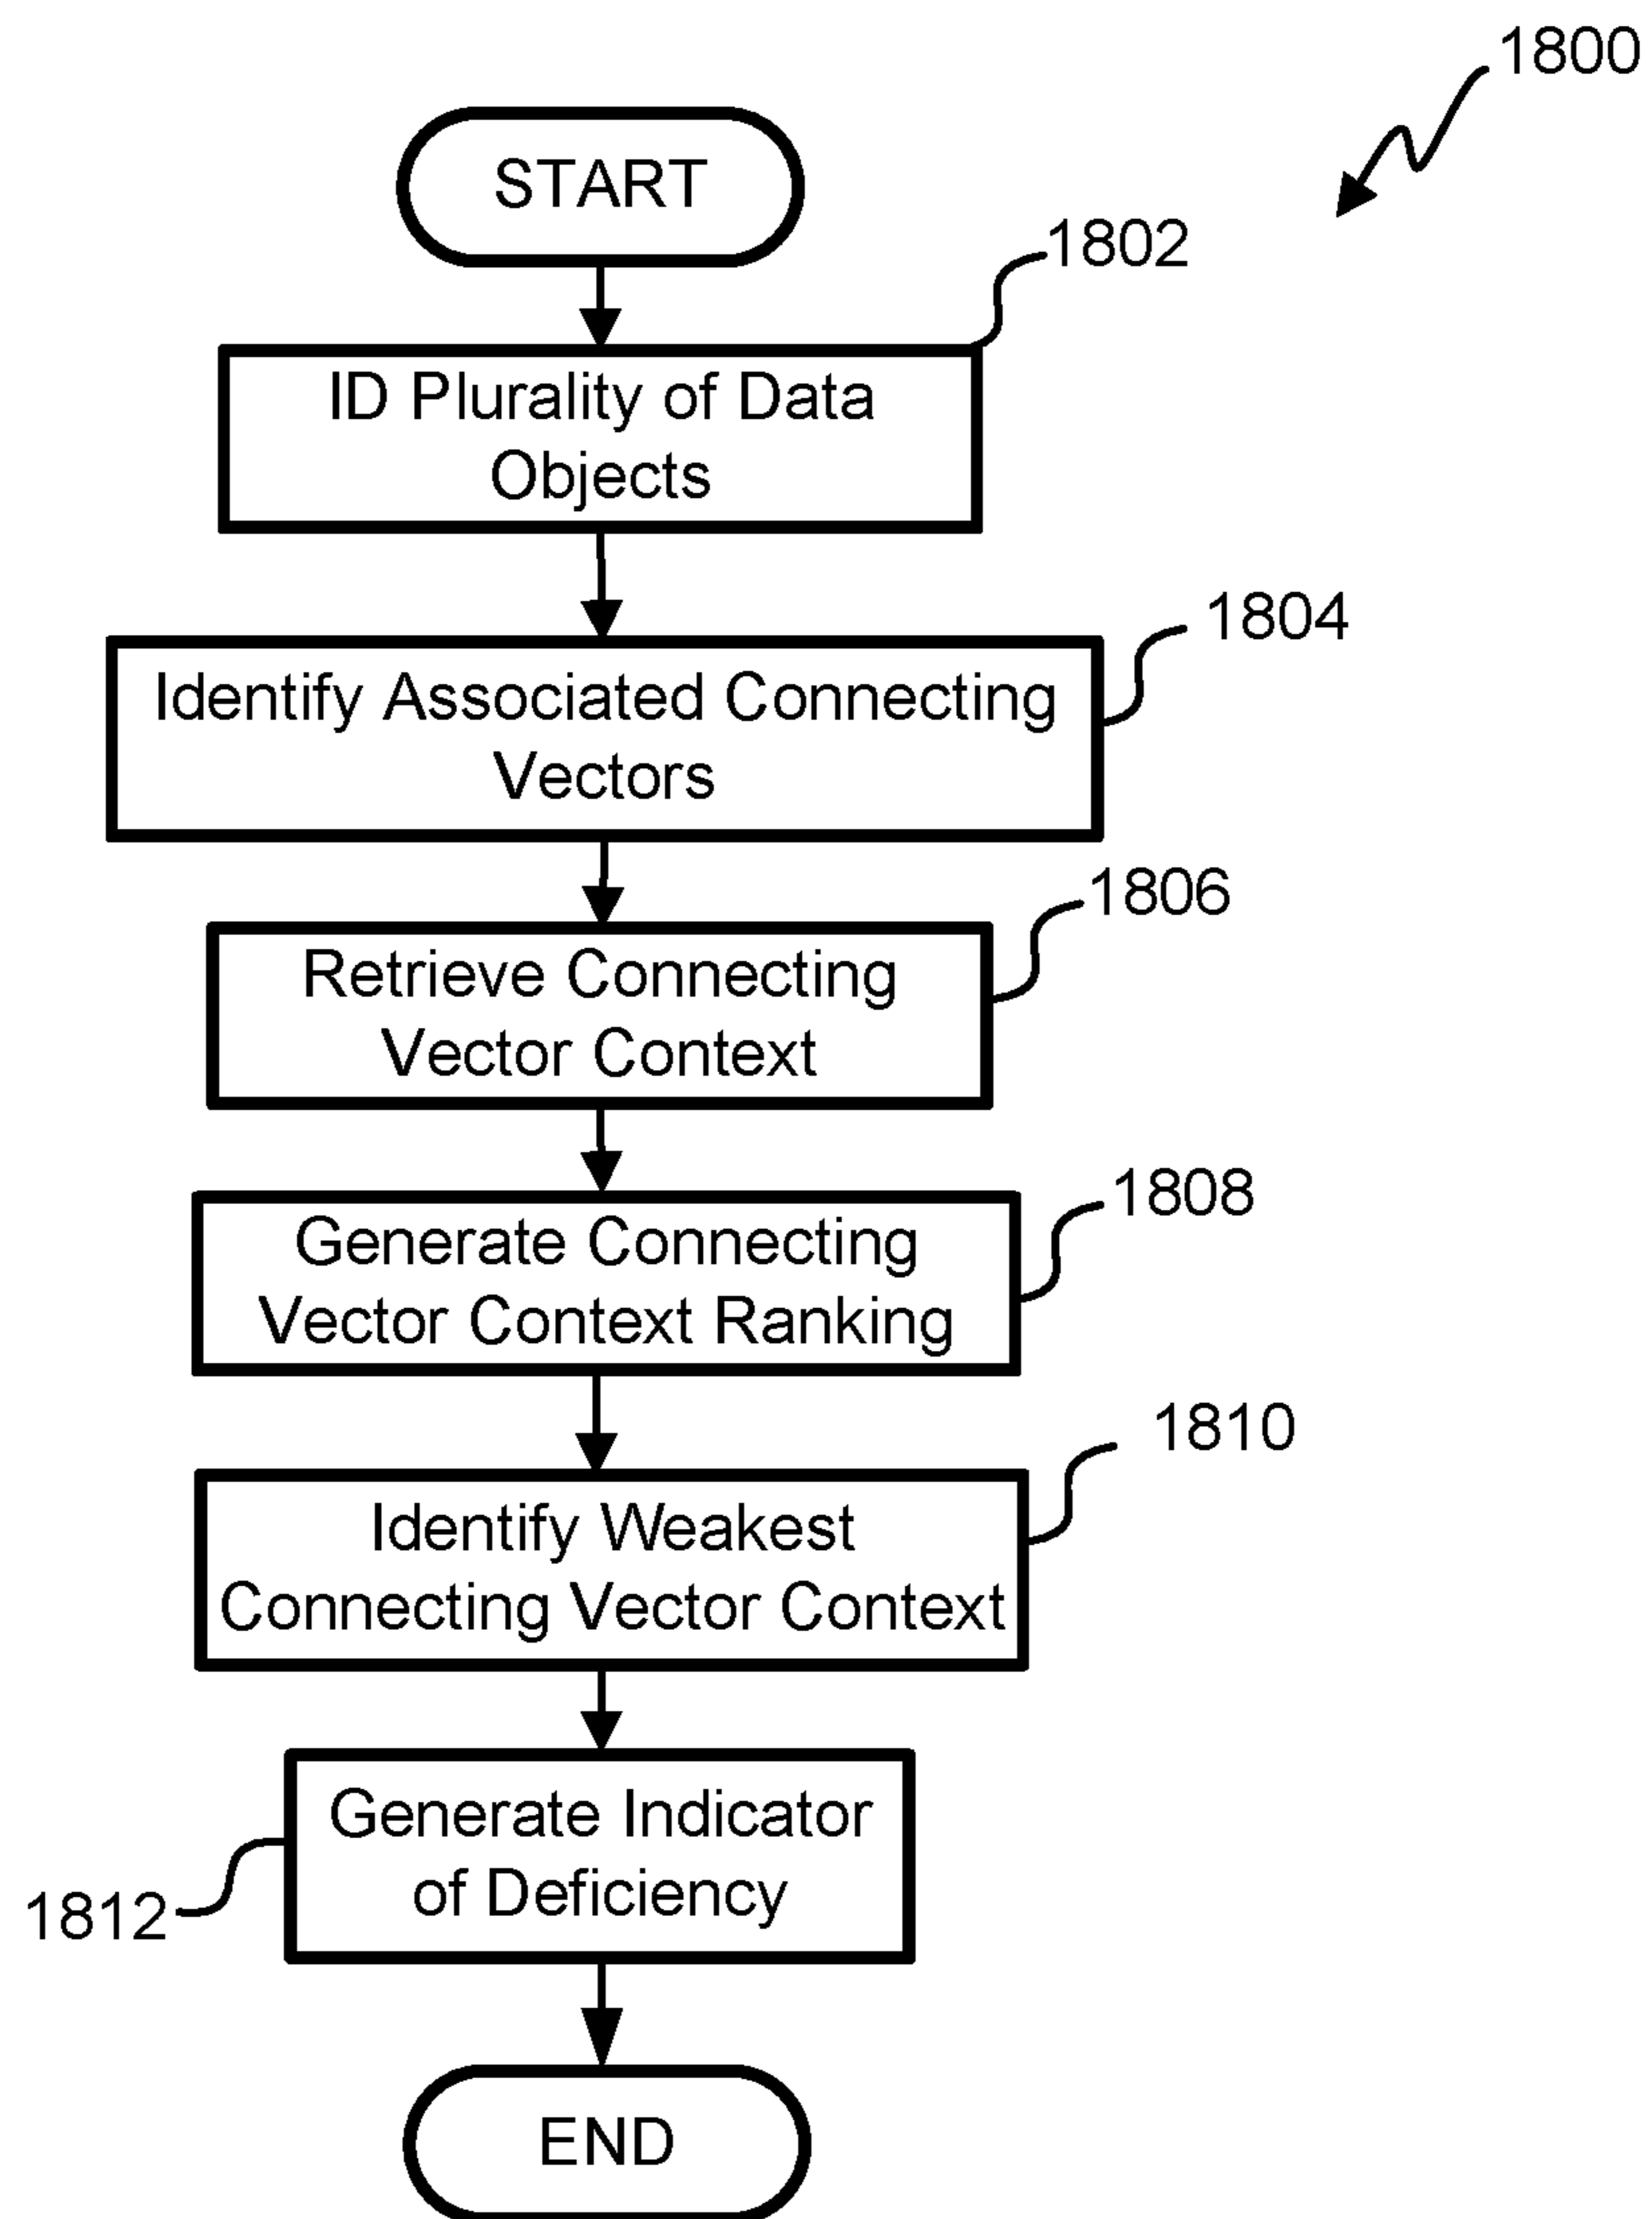 1800
START
1802
ID Plurality of Data
Objects
1804
Identify Associated Connecting
Vectors
1806
Retrieve Connecting
Vector Context
1808
Generate Connecting
Vector Context Ranking
1810
Identify Weakest
Connecting Vector Context
Generate Indicator
of Deficiency
1812
END